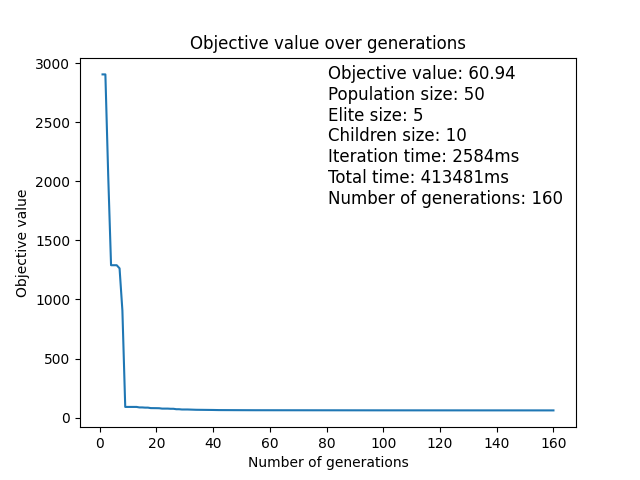 Objective value over generations
Objective value: 60.94
Population size: 50
Elite size: 5
Children size: 10
Iteration time: 2584ms
Total time: 413481ms
Number of generations: 160
Objective value
3000
2500
2000
1500
1000
500
0
0 20 40 60 80 100 120 140 160
Number of generations